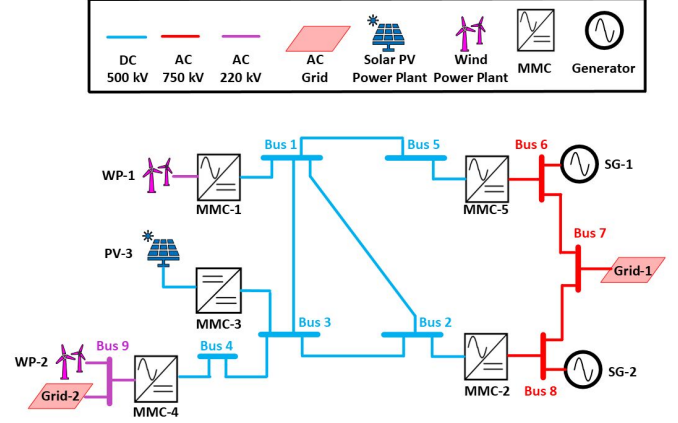 DC
500 kV
AC
750 kV
AC
220 kV
AC
Grid
Solar PV
Power Plant
Wind
Power Plant
MMC
Generator
Bus 1
Bus 5
Bus 6
WP-1
SG-1
MMC-1
MMC-5
Bus 7
PV-3
Grid-1
MMC-3
Bus 3
Bus 2
Bus 9
Bus 4
WP-2
Grid-2
MMC-4
MMC-2
Bus 8
SG-2